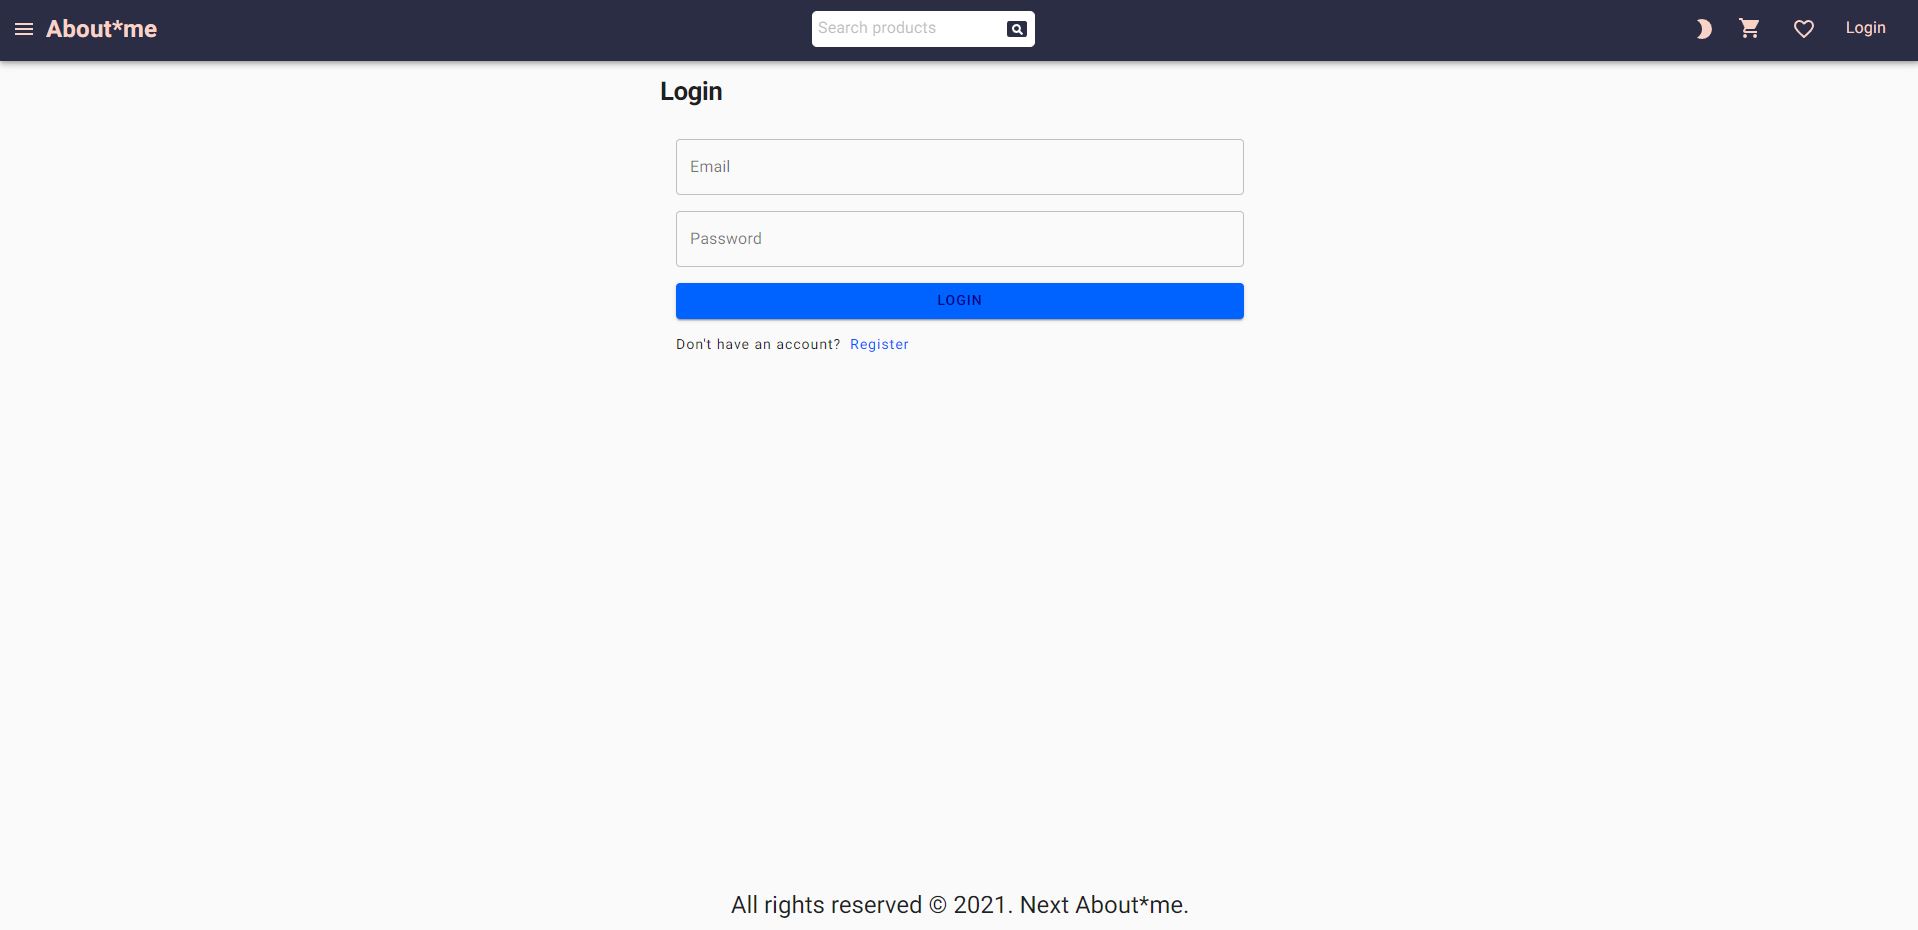 About*me
Search products
Login
Login
Email
Password
LOGIN
Don't have an account? Register
All rights reserved © 2021. Next About*me.